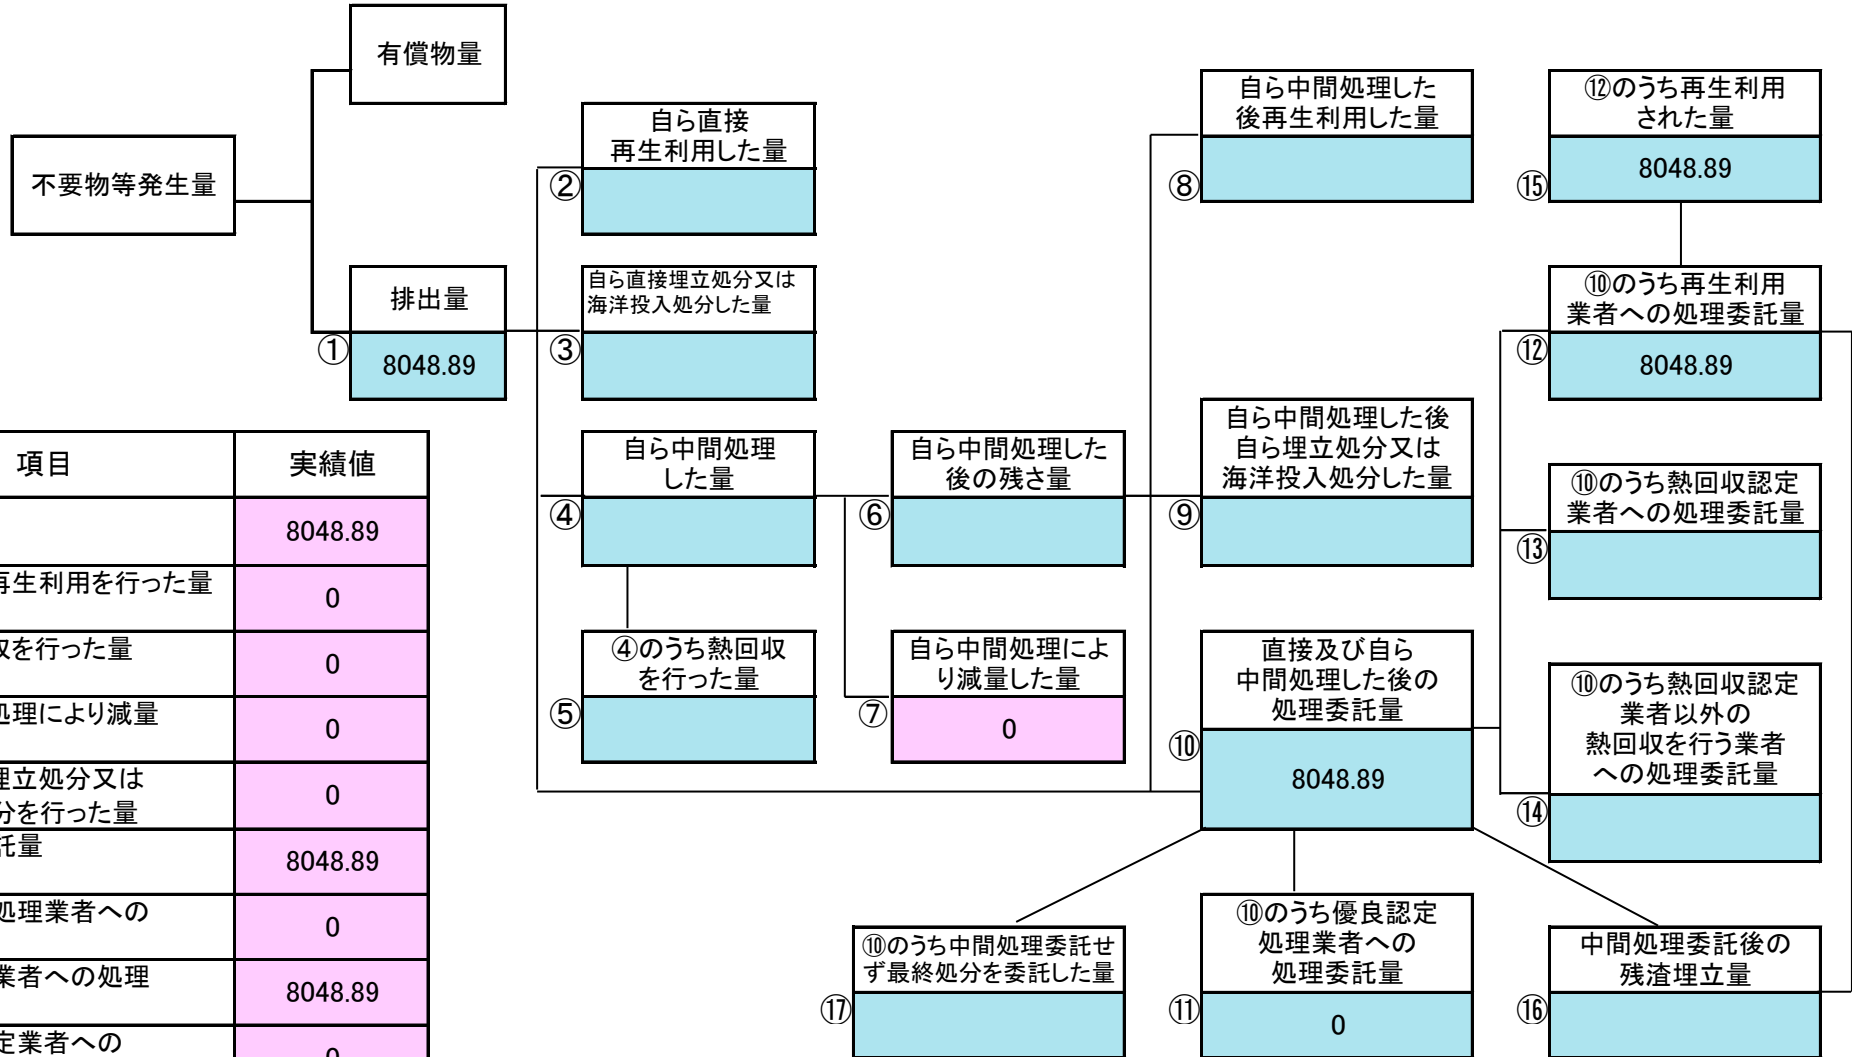 有償物量
不要物等発生量
排出量
①
8048.89
自ら直接
再生利用した量
②
自ら直接埋立処分又は
海洋投入処分した量
③
自ら中間処理
した量
④
④のうち熱回収
を行った量
⑤
自ら中間処理した
後の残さ量
⑥
自ら中間処理によ
り減量した量
⑦
0
自ら中間処理した
後再生利用した量
⑧
自ら中間処理した後
自ら埋立処分又は
海洋投入処分した量
⑨
直接及び自ら
中間処理した後の
処理委託量
⑩
8048.89
⑫のうち再生利用
された量
⑮
8048.89
⑩のうち再生利用
業者への処理委託量
⑫
8048.89
⑩のうち熱回収認定
業者への処理委託量
⑬
⑩のうち熱回収認定
業者以外の
熱回収を行う業者
への処理委託量
⑭
⑩のうち中間処理委託せ
ず最終処分を委託した量
⑰
⑩のうち優良認定
処理業者への
処理委託量
⑪
0
中間処理委託後の
残渣埋立量
⑯
項目
実績値
8048.89
再生利用を行った量
0
を行った量
0
処理により減量
0
埋立処分又は
分を行った量
0
託量
8048.89
処理業者への
0
業者への処理
8048.89
定業者への
0